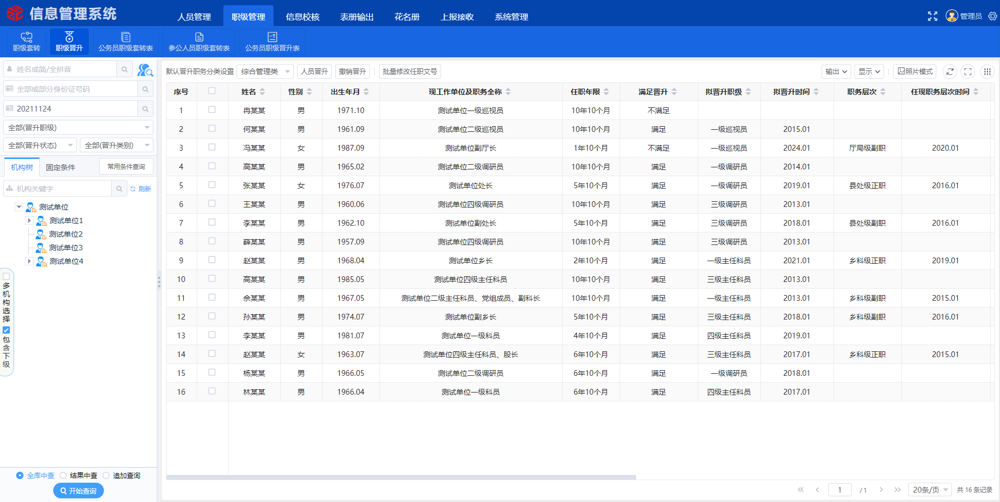 信息管理系统 人员管理 职级管理 信息校核 表册输出 花名册 上报接收 系统管理 管理员
职级套转 职级晋升 公务员职级套转表 参公人员职级套转表 公务员职级晋升表
姓名或简/全拼音
全部或部分身份证号码
20211124
全部(晋升职级)
全部(晋升状态) 全部(晋升类别)
机构树 固定条件 常用条件查询
机构关键字 刷新
测试单位
测试单位1
测试单位2
测试单位3
测试单位4
多机构选择
包含下级
全库中查 结果中查 追加查询
开始查询
默认晋升职务分类设置 综合管理类 人员晋升 撤销晋升 批量修改任职文号 输出 显示 照片模式
序号 姓名 性别 出生年月 现工作单位及职务全称 任职年限 满足晋升 拟晋升职级 拟晋升时间 职务层次 任现职务层次时间
1 冉某某 男 1971.10 测试单位一级巡视员 10年10个月 不满足
2 何某某 男 1961.09 测试单位二级巡视员 10年10个月 满足 一级巡视员 2015.01
3 冯某某 女 1987.09 测试单位副厅长 1年10个月 不满足 一级巡视员 2024.01 厅局级副职 2020.01
4 高某某 男 1965.02 测试单位二级调研员 10年10个月 满足 一级调研员 2014.01
5 张某某 女 1976.07 测试单位处长 5年10个月 满足 一级调研员 2019.01 县处级正职 2016.01
6 王某某 男 1960.06 测试单位四级调研员 10年10个月 满足 三级调研员 2013.01
7 李某某 男 1962.10 测试单位副处长 5年10个月 满足 三级调研员 2018.01 县处级副职 2016.01
8 薛某某 男 1957.09 测试单位四级调研员 10年10个月 满足 三级调研员 2013.01
9 赵某某 男 1968.04 测试单位乡长 2年10个月 满足 一级主任科员 2021.01 乡科级正职 2019.01
10 高某某 男 1985.05 测试单位四级主任科员 10年10个月 满足 三级主任科员 2013.01
11 余某某 男 1967.05 测试单位二级主任科员、党组成员、副科长 10年10个月 满足 一级主任科员 2013.01 乡科级副职 2015.01
12 孙某某 男 1974.07 测试单位副乡长 5年10个月 满足 三级主任科员 2018.01 乡科级副职 2016.01
13 李某某 男 1981.07 测试单位一级科员 4年10个月 满足 四级主任科员 2019.01
14 赵某某 女 1963.07 测试单位四级主任科员、股长 6年10个月 满足 三级主任科员 2017.01 乡科级正职 2015.01
15 杨某某 男 1966.05 测试单位二级调研员 6年10个月 满足 一级调研员 2018.01
16 林某某 男 1966.04 测试单位一级科员 6年10个月 满足 四级主任科员 2017.01
1 /1 20条/页 共 16 条记录